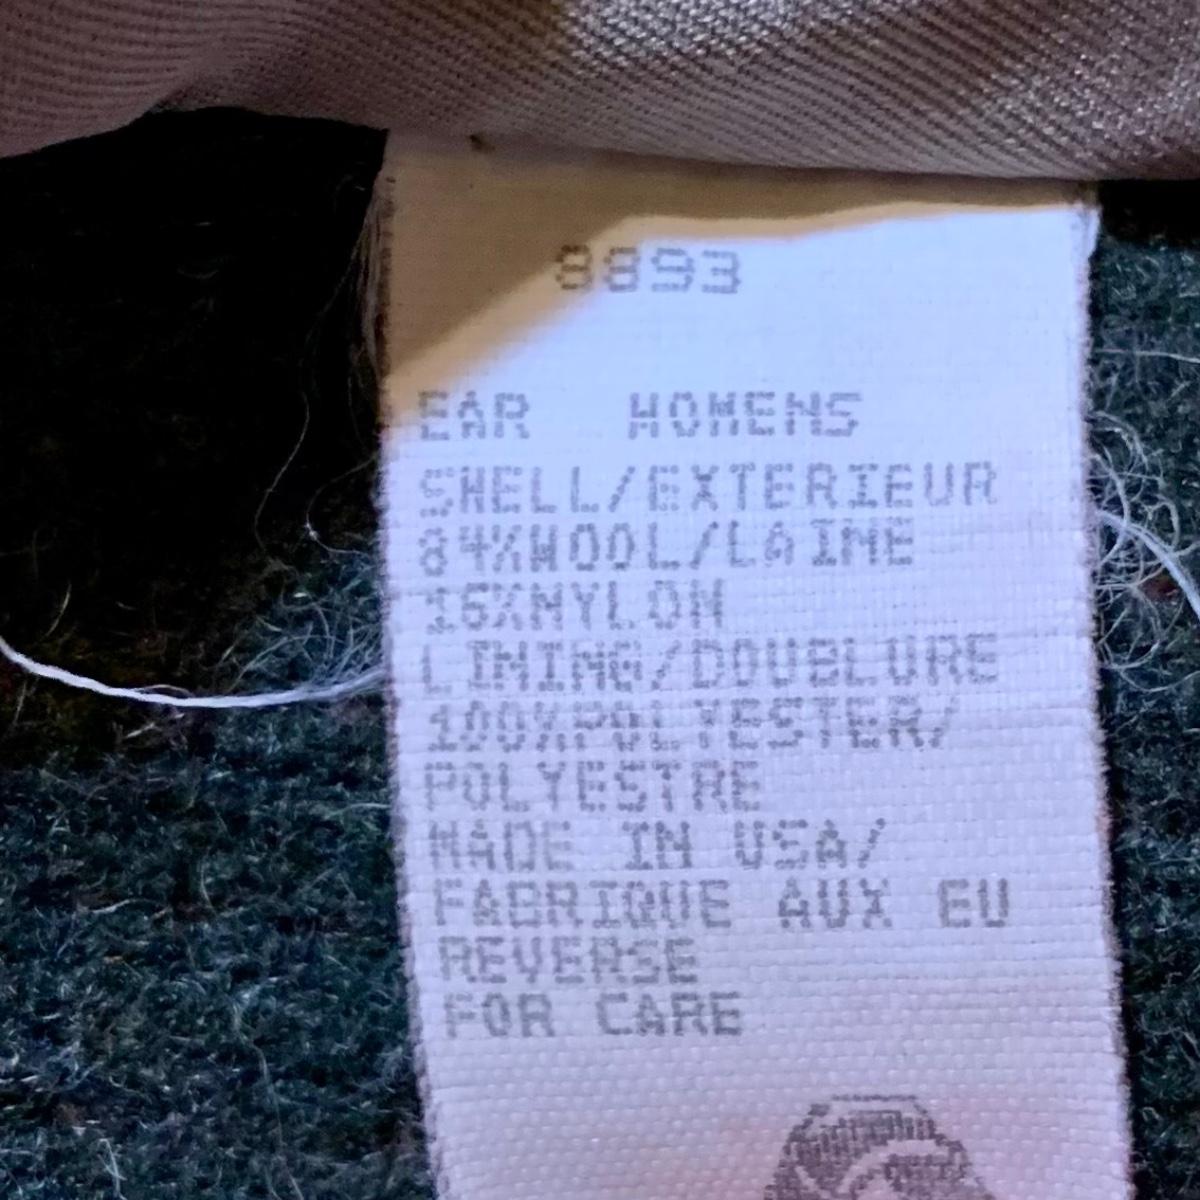 8893
EAR WOMENS
SHELL/EXTERIEUR
84%WOOL/LAINE
16%NYLON
LINING/DOUBLURE
100%POLYESTER/
POLYESTRE
MADE IN USA/
FABRIQUE AUX EU
REVERSE
FOR CARE